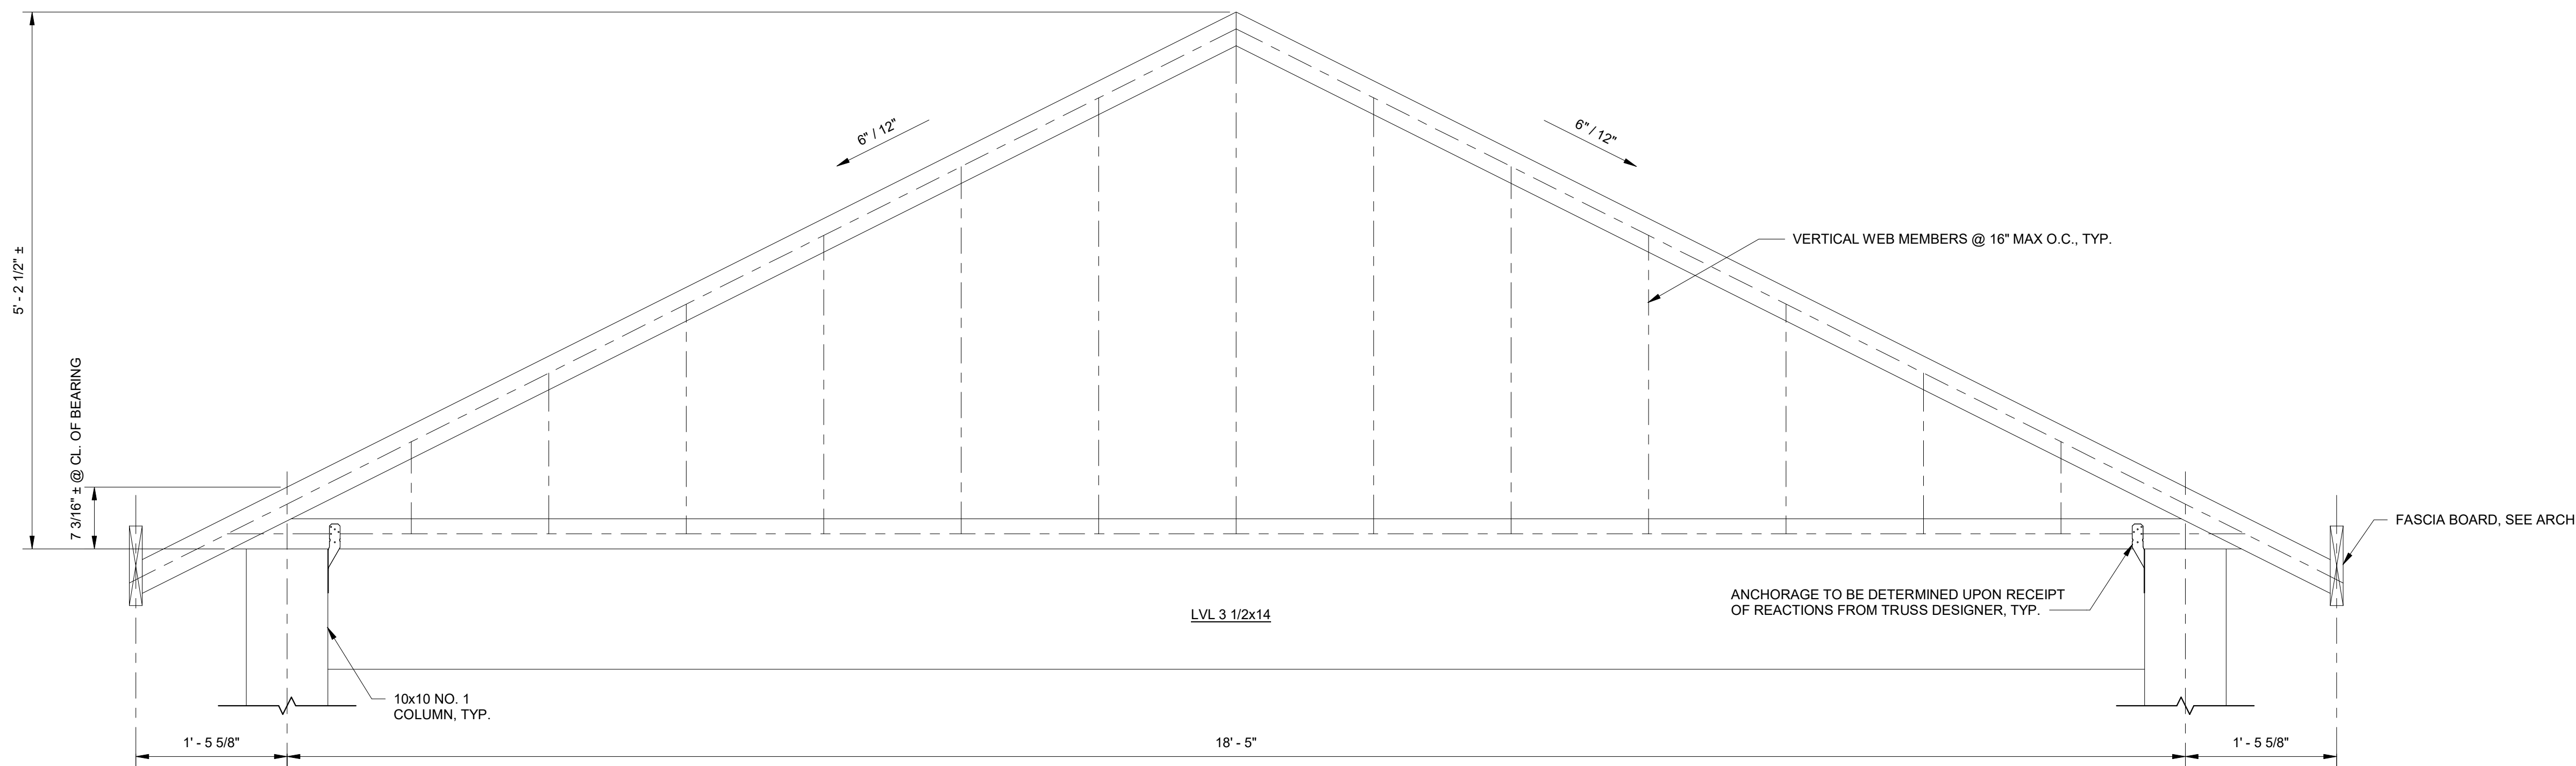 6" / 12"
6" / 12"
5' - 2 1/2" ±
VERTICAL WEB MEMBERS @ 16" MAX O.C., TYP.
7 3/16" ± @ CL. OF BEARING
FASCIA BOARD, SEE ARCH
ANCHORAGE TO BE DETERMINED UPON RECEIPT
OF REACTIONS FROM TRUSS DESIGNER, TYP.
LVL 3 1/2x14
10x10 NO. 1
COLUMN, TYP.
1' - 5 5/8"
18' - 5"
1' - 5 5/8"